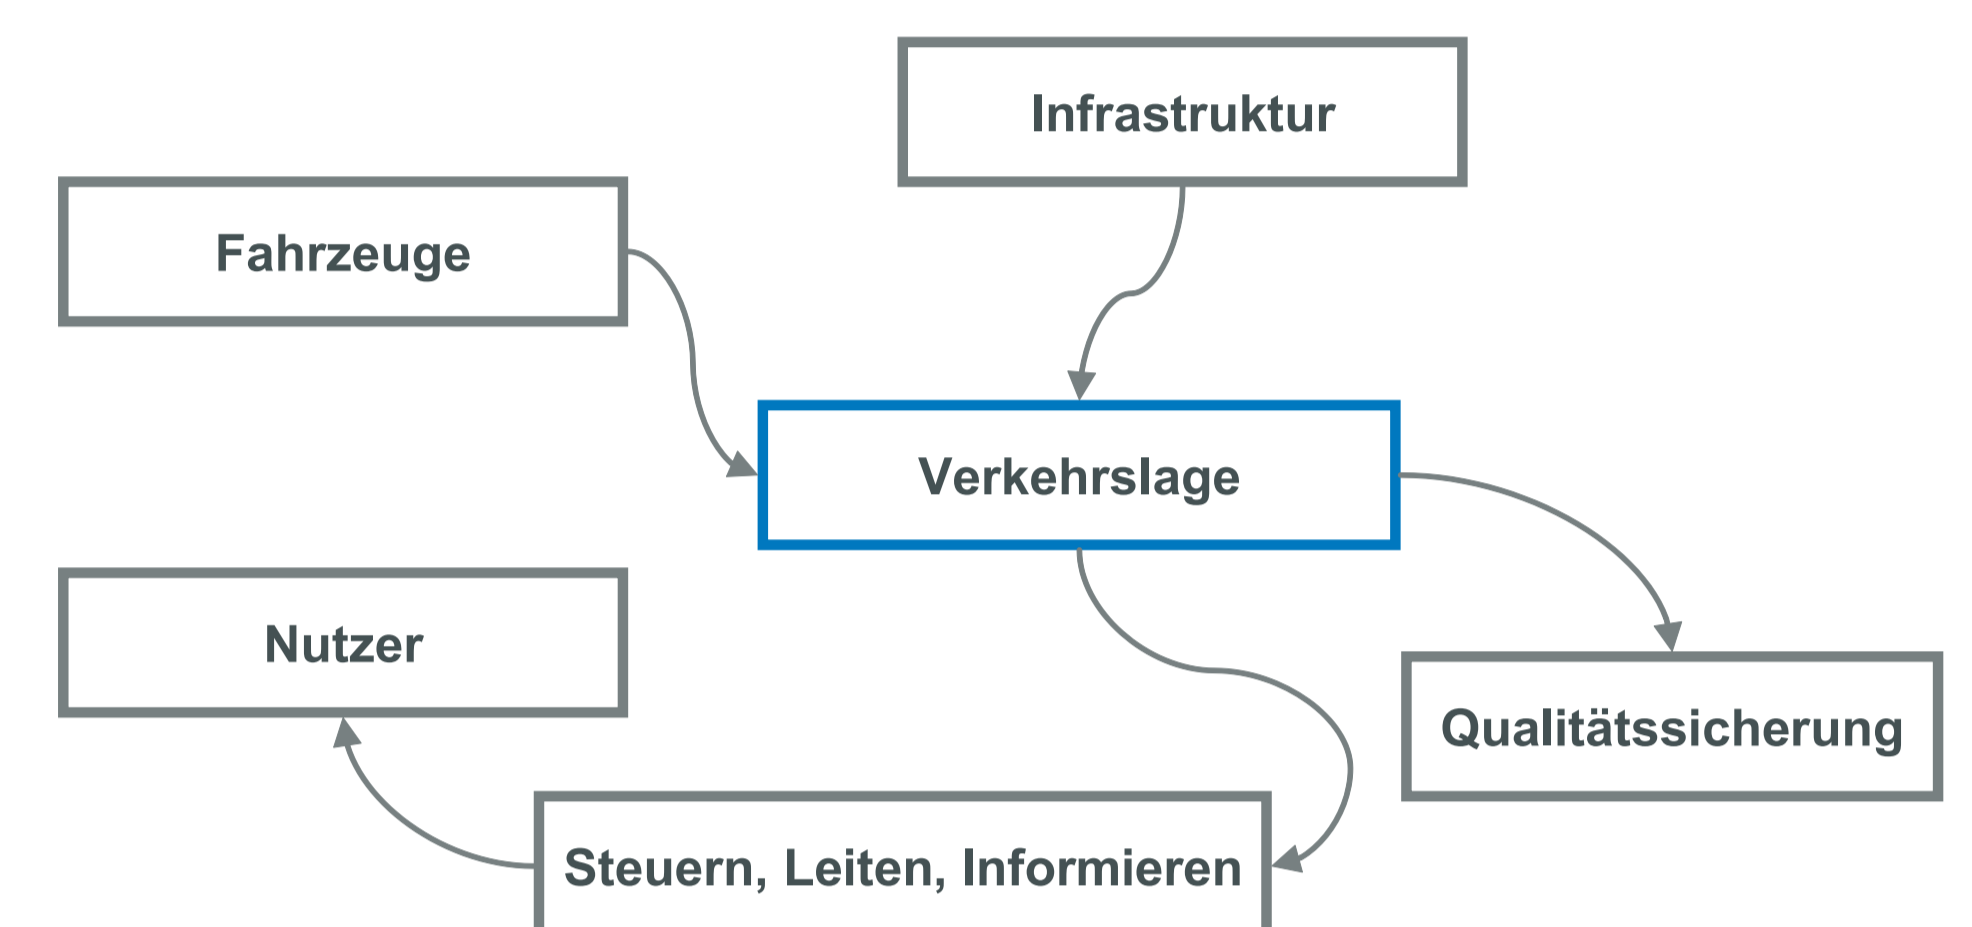 Infrastruktur
Fahrzeuge
Verkehrslage
Nutzer
Qualitätssicherung
Steuern, Leiten, Informieren